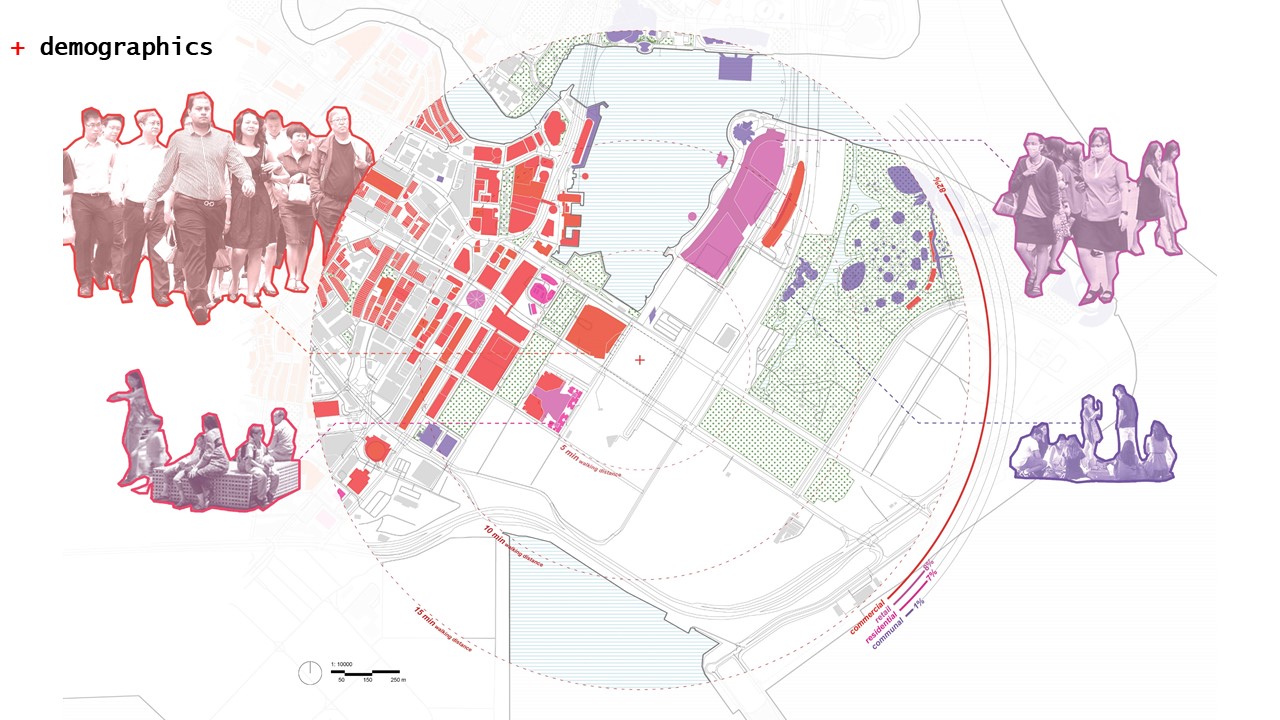 + demographics
82%
5 min walking distance
10 min walking distance
15 min walking distance
8%
7%
1%
commercial
retail
residential
communal
1: 10000
50 150 250 m